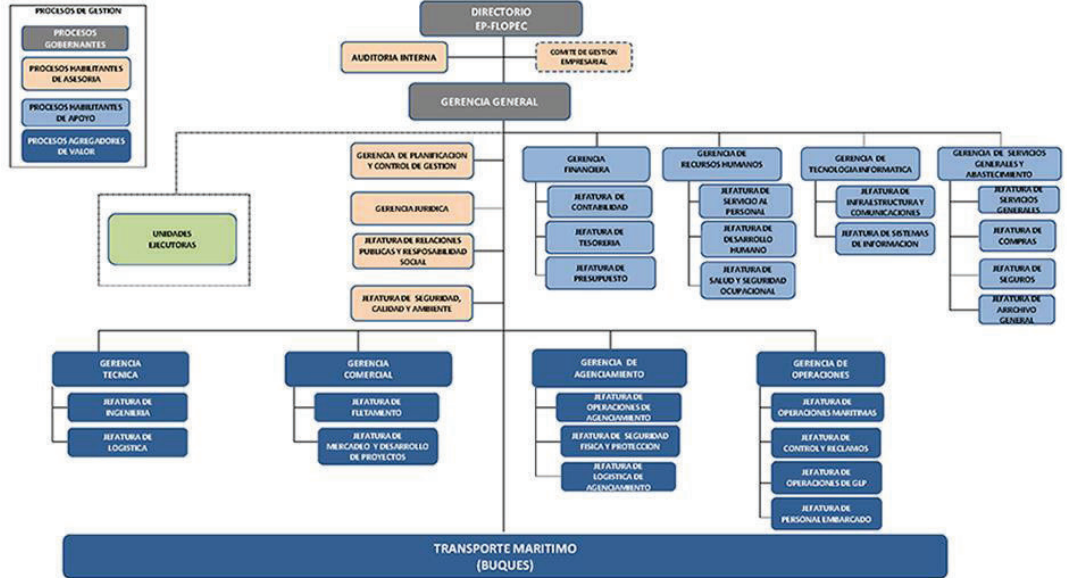 PROCESOS DE GESTIÓN
PROCESOS
GOBERNANTES
PROCESOS HABILITANTES
DE ASESORIA
PROCESOS HABILITANTES
DE APOYO
PROCESOS AGREGADORES
DE VALOR
DIRECTORIO
EP-FLOPEC
AUDITORIA INTERNA
COMITE DE GESTION
EMPRESARIAL
GERENCIA GENERAL
UNIDADES
EJECUTORAS
GERENCIA DE PLANIFICACION
Y CONTROL DE GESTIÓN
GERENCIA JURIDICA
JEFATURA DE RELACIONES
PUBLICAS Y RESPOSABILIDAD
SOCIAL
JEFATURA DE SEGURIDAD,
CALIDAD Y AMBIENTE
GERENCIA
FINANCIERA
JEFATURA DE
CONTABILIDAD
JEFATURA DE
TESORERIA
JEFATURA DE
PRESUPUESTO
GERENCIA DE
RECURSOS HUMANOS
JEFATURA DE
SERVICIO AL
PERSONAL
JEFATURA DE
DESARROLLO
HUMANO
JEFATURA DE
SALUD Y SEGURIDAD
OCUPACIONAL
GERENCIA DE
TECNOLOGIA INFORMATICA
JEFATURA DE
INFRAESTRUCTURA Y
COMUNICACIONES
JEFATURA DE SISTEMAS
DE INFORMACION
GERENCIA DE SERVICIOS
GENERALES Y
ABASTECIMIENTO
JEFATURA DE
SERVICIOS
GENERALES
JEFATURA DE
COMPRAS
JEFATURA DE
SEGUROS
JEFATURA DE
ARRCHIVO
GENERAL
GERENCIA
TECNICA
JEFATURA DE
INGENIERIA
JEFATURA DE
LOGISTICA
GERENCIA
COMERCIAL
JEFATURA DE
FLETAMENTO
JEFATURA DE
MERCADEO Y DESARROLLO
DE PROYECTOS
GERENCIA DE
AGENCIAMIENTO
JEFATURA DE
OPERACIONES DE
AGENCIAMIENTO
JEFATURA DE SEGURIDAD
FISICA Y PROTECCION
JEFATURA DE
LOGISTICA DE
AGENCIAMIENTO
GERENCIA DE
OPERACIONES
JEFATURA DE
OPERACIONES MARITIMAS
JEFATURA DE
CONTROL Y RECLAMOS
JEFATURA DE
OPERACIONES DE GLP
JEFATURA DE
PERSONAL EMBARCADO
TRANSPORTE MARITIMO
(BUQUES)